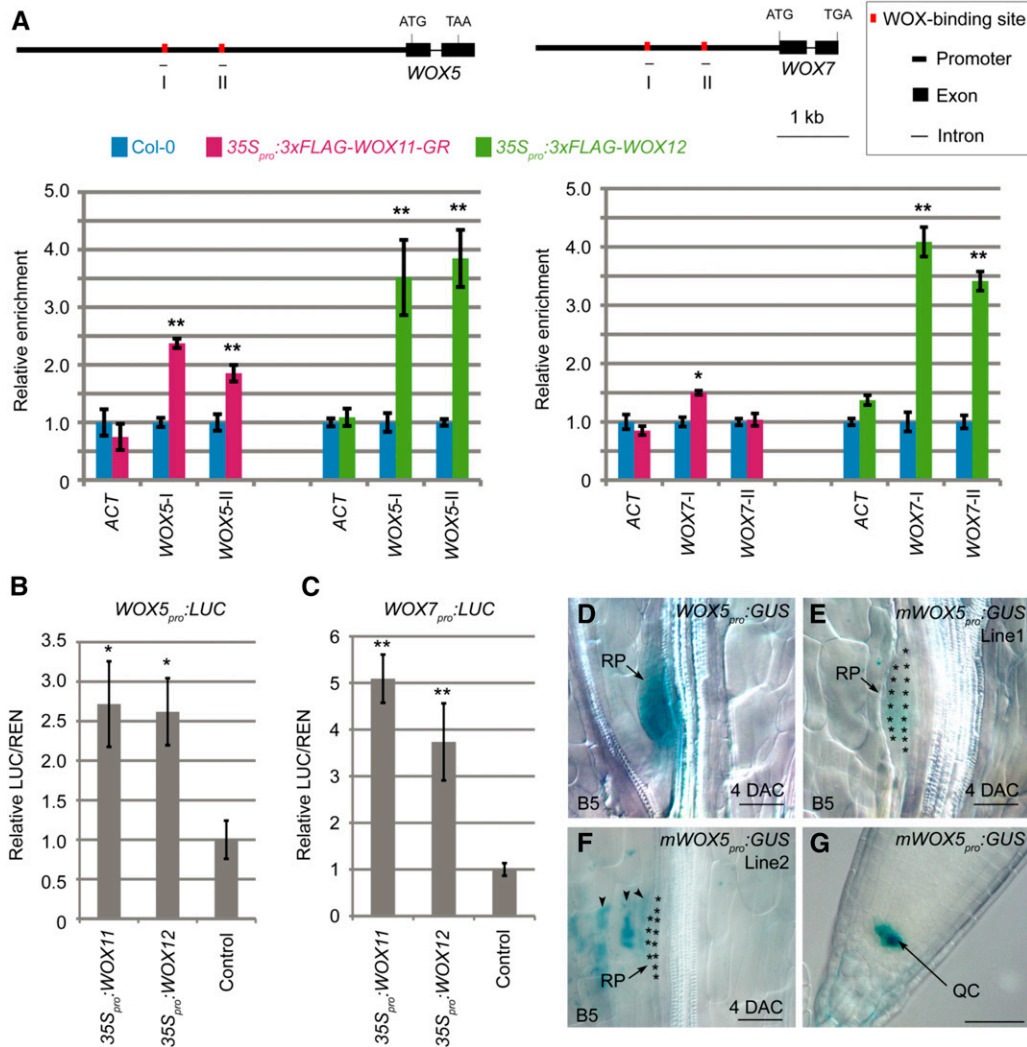 A
ATG TAA
WOX5
I II
ATG TGA
WOX7
I II
1 kb
WOX-binding site
Promoter
Exon
Intron
Col-0 35Spro:3xFLAG-WOX11-GR 35Spro:3xFLAG-WOX12
Relative enrichment
5.0
4.0
3.0
2.0
1.0
0
** ** ** **
ACT WOX5-I WOX5-II ACT WOX5-I WOX5-II
Relative enrichment
5.0
4.0
3.0
2.0
1.0
0
* ** **
ACT WOX7-I WOX7-II ACT WOX7-I WOX7-II
B
WOX5pro:LUC
Relative LUC/REN
3.5
3.0
2.5
2.0
1.5
1.0
0.5
0
* *
35Spro:WOX11 35Spro:WOX12 Control
C
WOX7pro:LUC
Relative LUC/REN
6
5
4
3
2
1
0
** **
35Spro:WOX11 35Spro:WOX12 Control
D WOX5pro:GUS
RP
B5 4 DAC
E mWOX5pro:GUS
Line1
RP
B5 4 DAC
F mWOX5pro:GUS
Line2
RP
B5 4 DAC
G mWOX5pro:GUS
QC